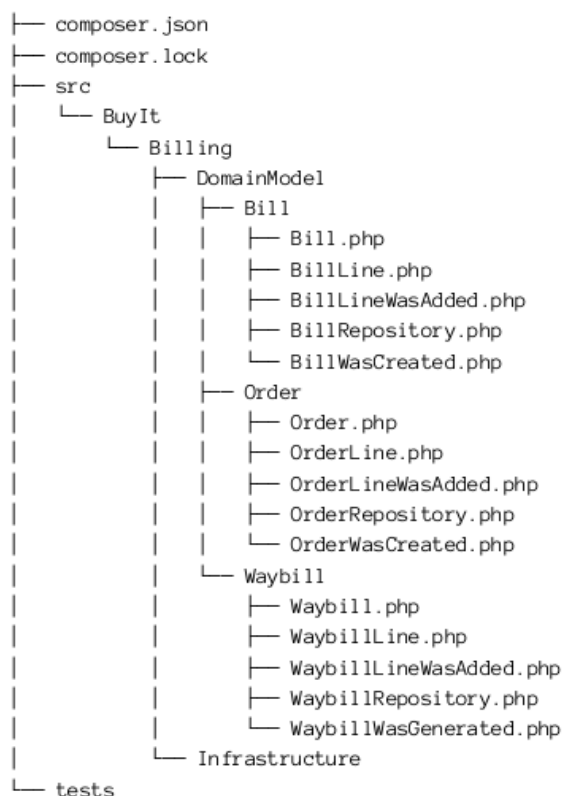 ├── composer.json
├── composer.lock
├── src
│   └── BuyIt
│       └── Billing
│           ├── DomainModel
│           │   ├── Bill
│           │   │   ├── Bill.php
│           │   │   ├── BillLine.php
│           │   │   ├── BillLineWasAdded.php
│           │   │   ├── BillRepository.php
│           │   │   └── BillWasCreated.php
│           │   ├── Order
│           │   │   ├── Order.php
│           │   │   ├── OrderLine.php
│           │   │   ├── OrderLineWasAdded.php
│           │   │   ├── OrderRepository.php
│           │   │   └── OrderWasCreated.php
│           │   └── Waybill
│           │       ├── Waybill.php
│           │       ├── WaybillLine.php
│           │       ├── WaybillLineWasAdded.php
│           │       ├── WaybillRepository.php
│           │       └── WaybillWasGenerated.php
│           └── Infrastructure
└── tests